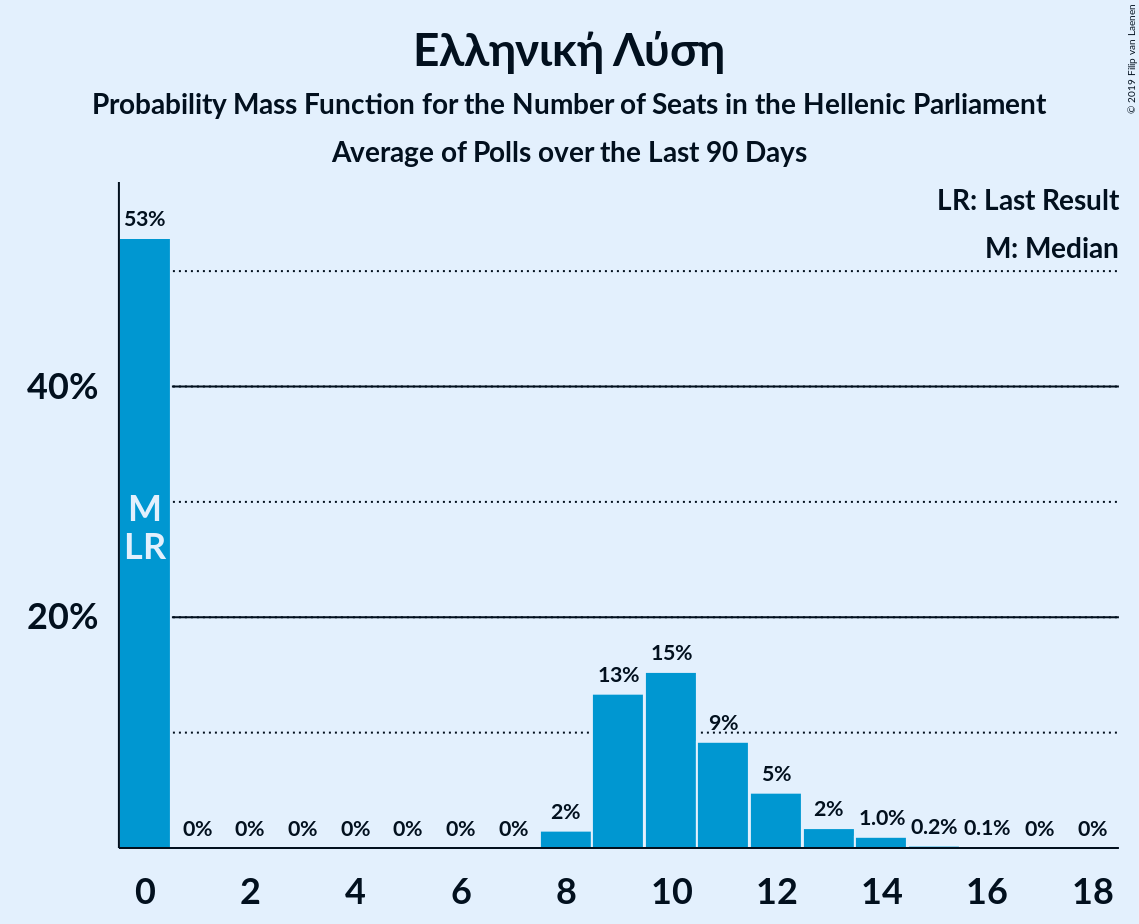 Ελληνική Λύση
Probability Mass Function for the Number of Seats in the Hellenic Parliament
Average of Polls over the Last 90 Days
© 2019 Filip van Laenen
LR: Last Result
M: Median
53%
40%
20%
M
LR
0% 0% 0% 0% 0% 0% 0% 2% 13% 15% 9% 5% 2% 1.0% 0.2% 0.1% 0% 0%
0 2 4 6 8 10 12 14 16 18